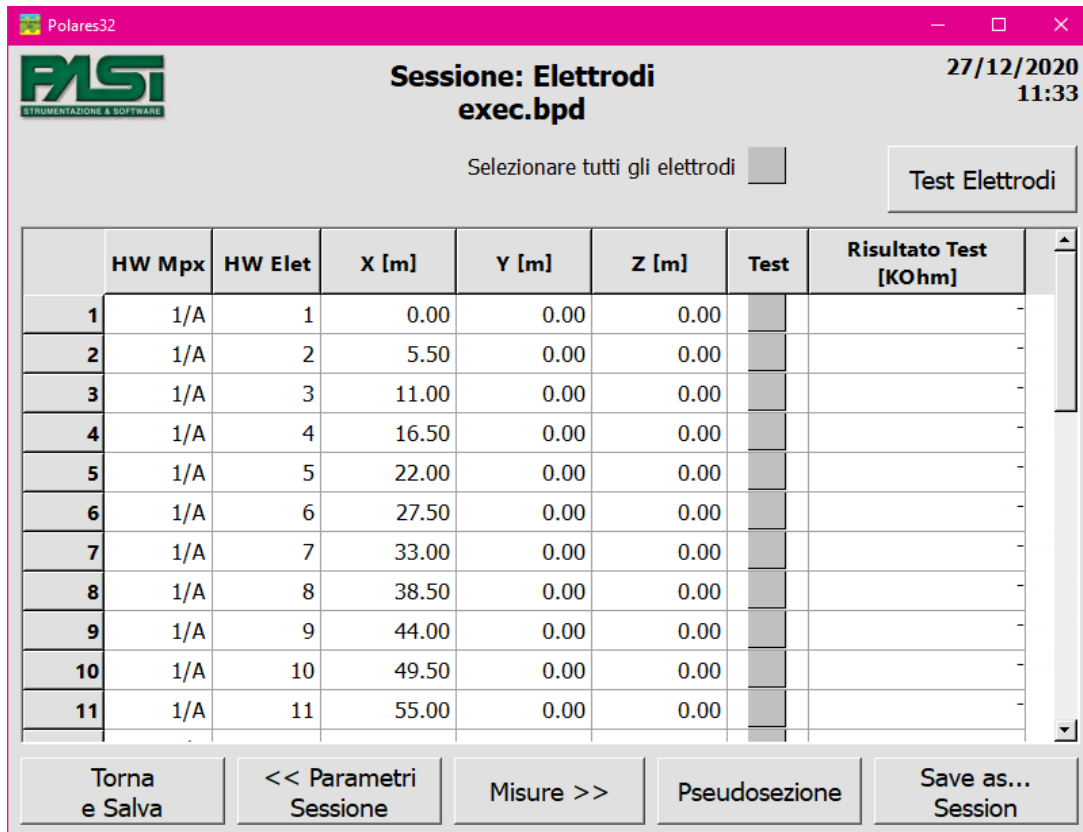 Polares32
PASI
STRUMENTAZIONE & SOFTWARE
Sessione: Elettrodi
exec.bpd
27/12/2020
11:33
Selezionare tutti gli elettrodi
Test Elettrodi
HW Mpx HW Elet X [m] Y [m] Z [m] Test Risultato Test
[KOhm]
1 1/A 1 0.00 0.00 0.00 -
2 1/A 2 5.50 0.00 0.00 -
3 1/A 3 11.00 0.00 0.00 -
4 1/A 4 16.50 0.00 0.00 -
5 1/A 5 22.00 0.00 0.00 -
6 1/A 6 27.50 0.00 0.00 -
7 1/A 7 33.00 0.00 0.00 -
8 1/A 8 38.50 0.00 0.00 -
9 1/A 9 44.00 0.00 0.00 -
10 1/A 10 49.50 0.00 0.00 -
11 1/A 11 55.00 0.00 0.00 -
Torna
e Salva
<< Parametri
Sessione
Misure >>
Pseudosezione
Save as...
Session